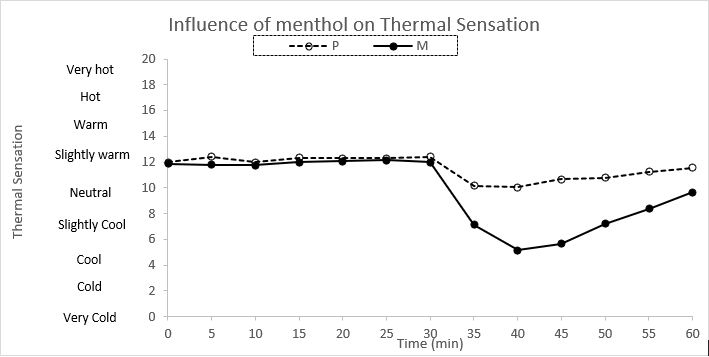 Influence of menthol on Thermal Sensation
P M
Thermal Sensation
Very hot
Hot
Warm
Slightly warm
Neutral
Slightly Cool
Cool
Cold
Very Cold
20
18
16
14
12
10
8
6
4
2
0
0 5 10 15 20 25 30 35 40 45 50 55 60
Time (min)